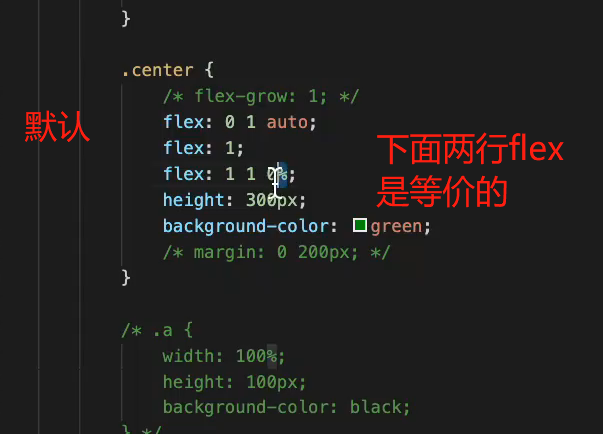 }
.center {
/* flex-grow: 1; */
默认
flex: 0 1 auto;
flex: 1;
下面两行flex
是等价的
flex: 1 1 0%;
height: 300px;
background-color: green;
/* margin: 0 200px; */
}
/* .a {
width: 100%;
height: 100px;
background-color: black;
} */